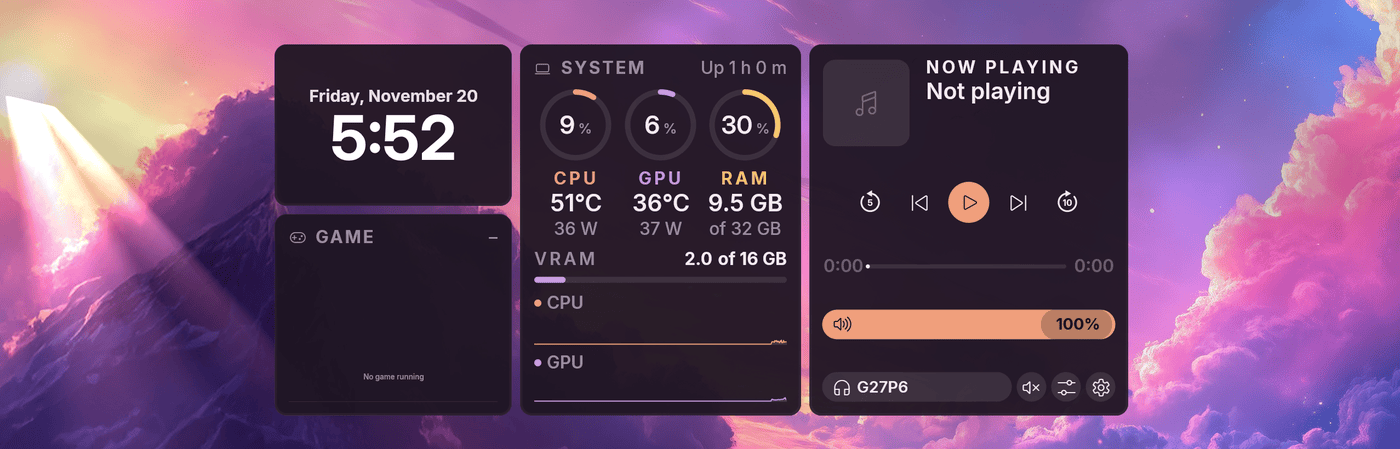 Friday, November 20
5:52
GAME
–
No game running
SYSTEM
Up 1 h 0 m
9 %
6 %
30 %
CPU
GPU
RAM
51°C
36°C
9.5 GB
36 W
37 W
of 32 GB
VRAM
2.0 of 16 GB
CPU
GPU
NOW PLAYING
Not playing
5
10
0:00
0:00
100%
G27P6